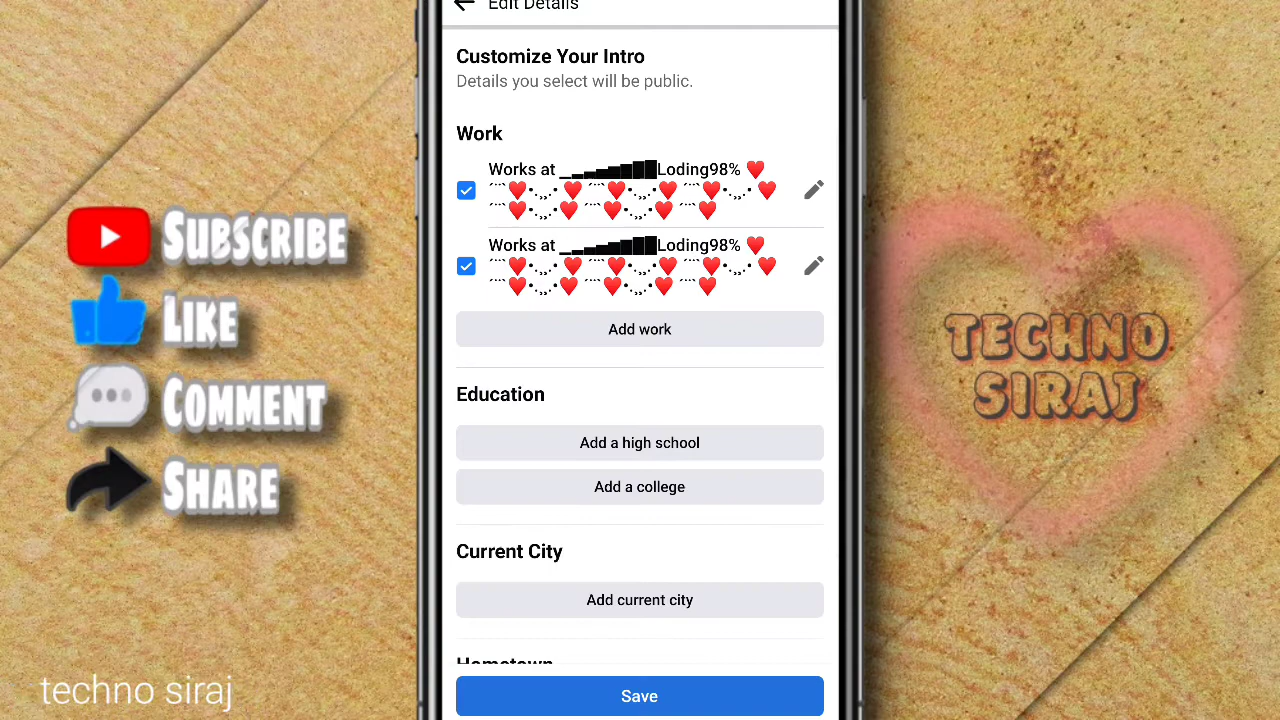 Edit Details
Customize Your Intro
Details you select will be public.
Work
Works at ▁▂▃▄▅▆▇█Loding98% ❤️
´¨`❤️•.¸¸.•❤️´¨`❤️•.¸¸.•❤️´¨`❤️•.¸¸.•❤️
´¨`❤️•.¸¸.•❤️´¨`❤️•.¸¸.•❤️´¨`❤️
Works at ▁▂▃▄▅▆▇█Loding98% ❤️
´¨`❤️•.¸¸.•❤️´¨`❤️•.¸¸.•❤️´¨`❤️•.¸¸.•❤️
´¨`❤️•.¸¸.•❤️´¨`❤️•.¸¸.•❤️´¨`❤️
Add work
Education
Add a high school
Add a college
Current City
Add current city
Hometown
Save
SUBSCRIBE
LIKE
COMMENT
SHARE
techno siraj
TECHNO
SIRAJ